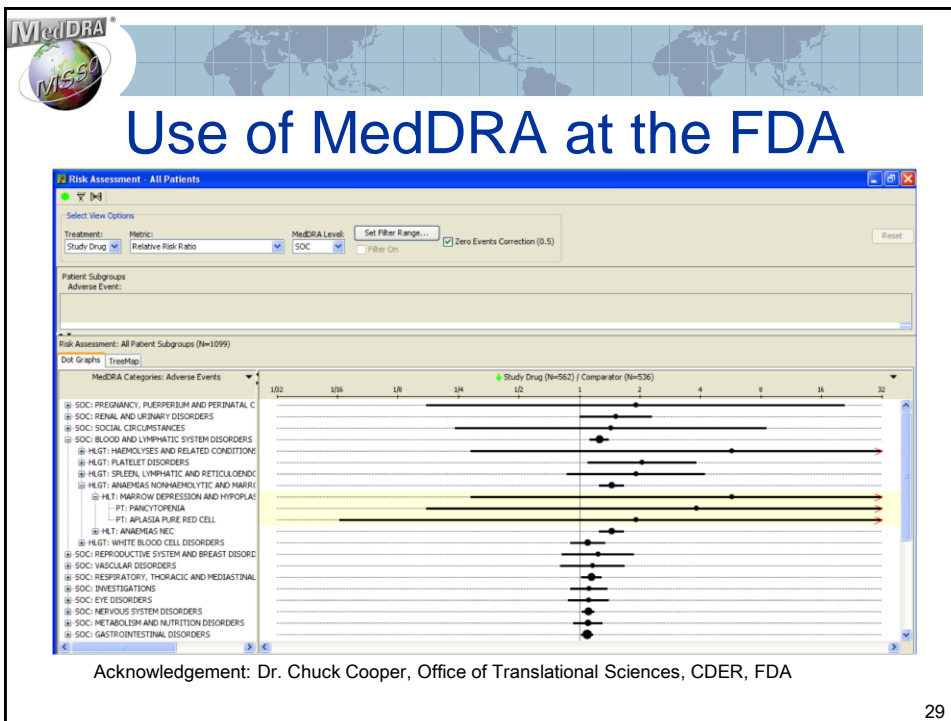 MedDRA ®
MSSO
Use of MedDRA at the FDA
Risk Assessment - All Patients
Select View Options
Treatment: Metric: MedDRA Level: Set Filter Range...
Study Drug Relative Risk Ratio SOC Filter On Zero Events Correction (0.5) Reset
Patient Subgroups
Adverse Event:
Risk Assessment: All Patient Subgroups (N=1099)
Dot Graphs TreeMap
MedDRA Categories: Adverse Events Study Drug (N=562) / Comparator (N=536)
1/32 1/16 1/8 1/4 1/2 1 2 4 8 16 32
SOC: PREGNANCY, PUERPERIUM AND PERINATAL C
SOC: RENAL AND URINARY DISORDERS
SOC: SOCIAL CIRCUMSTANCES
SOC: BLOOD AND LYMPHATIC SYSTEM DISORDERS
HLGT: HAEMOLYSES AND RELATED CONDITIONS
HLGT: PLATELET DISORDERS
HLGT: SPLEEN, LYMPHATIC AND RETICULOENDO
HLGT: ANAEMIAS NONHAEMOLYTIC AND MARRO
HLT: MARROW DEPRESSION AND HYPOPLAS
PT: PANCYTOPENIA
PT: APLASIA PURE RED CELL
HLT: ANAEMIAS NEC
HLGT: WHITE BLOOD CELL DISORDERS
SOC: REPRODUCTIVE SYSTEM AND BREAST DISORD
SOC: VASCULAR DISORDERS
SOC: RESPIRATORY, THORACIC AND MEDIASTINAL
SOC: INVESTIGATIONS
SOC: EYE DISORDERS
SOC: NERVOUS SYSTEM DISORDERS
SOC: METABOLISM AND NUTRITION DISORDERS
SOC: GASTROINTESTINAL DISORDERS
Acknowledgement: Dr. Chuck Cooper, Office of Translational Sciences, CDER, FDA
29